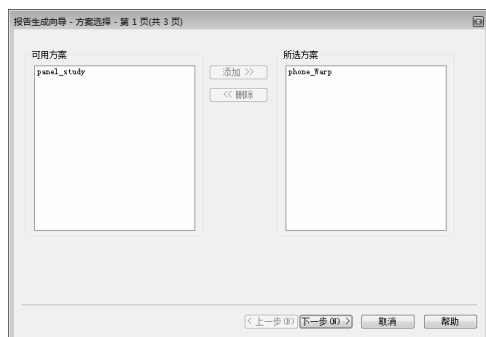 报告生成向导 - 方案选择 - 第 1 页(共 3 页)
可用方案
所选方案
panel_study
添加 >>
phone_Warp
<< 删除
< 上一步(B)
下一步(N) >
取消
帮助